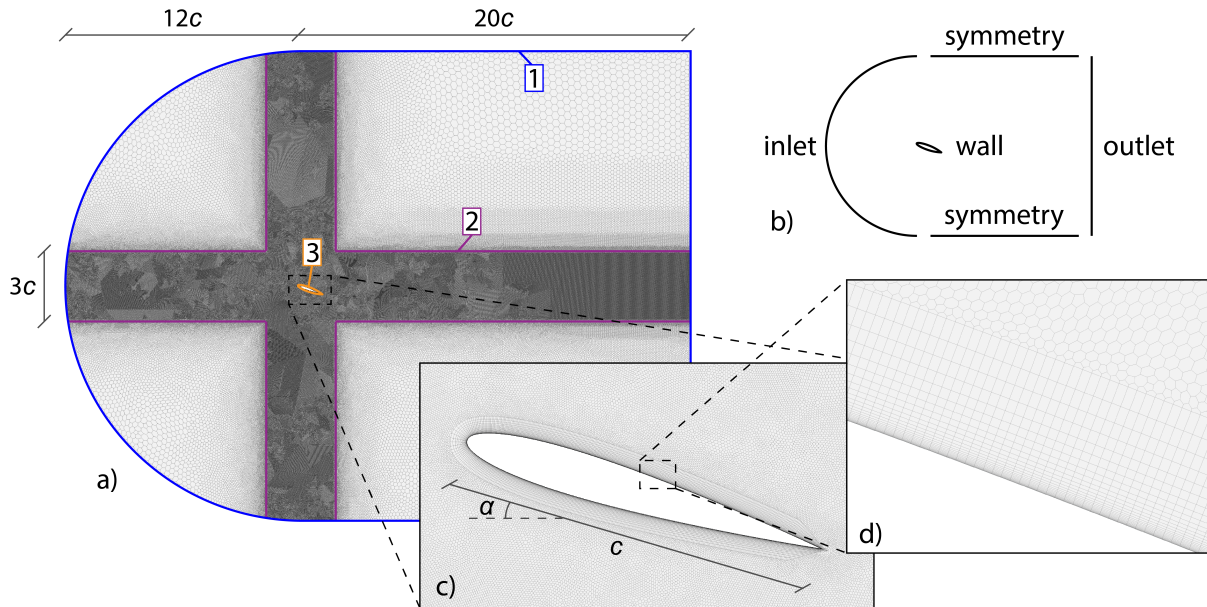 12c
20c
1
2
3
3c
a)
symmetry
inlet
wall
outlet
symmetry
b)
α
c
c)
d)